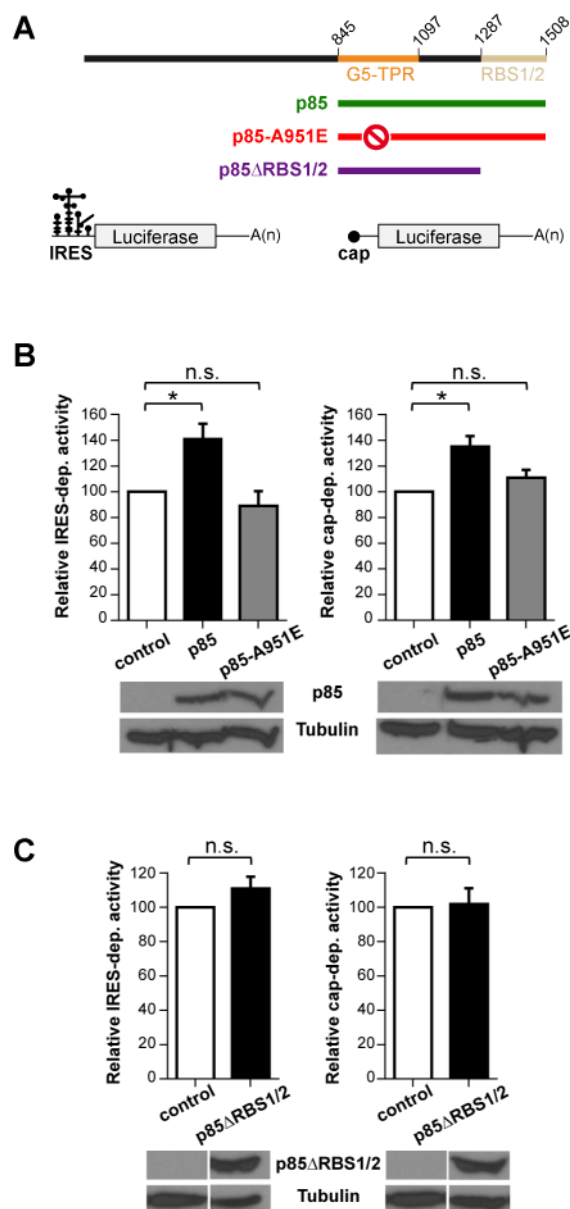 A
845 1097 1287 1508
G5-TPR RBS1/2
p85
p85-A951E
p85ΔRBS1/2
IRES Luciferase A(n)
cap Luciferase A(n)
B
n.s.
*
Relative IRES-dep. activity
160
140
120
100
80
60
40
20
0
control p85 p85-A951E
n.s.
*
Relative cap-dep. activity
160
140
120
100
80
60
40
20
0
control p85 p85-A951E
p85
Tubulin
C
n.s.
Relative IRES-dep. activity
120
100
80
60
40
20
0
control p85ΔRBS1/2
n.s.
Relative cap-dep. activity
120
100
80
60
40
20
0
control p85ΔRBS1/2
p85ΔRBS1/2
Tubulin